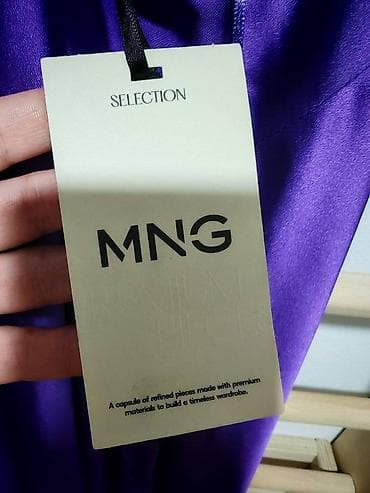 SELECTION
MNG
A capsule of refined pieces made with premium
materials to build a timeless wardrobe.